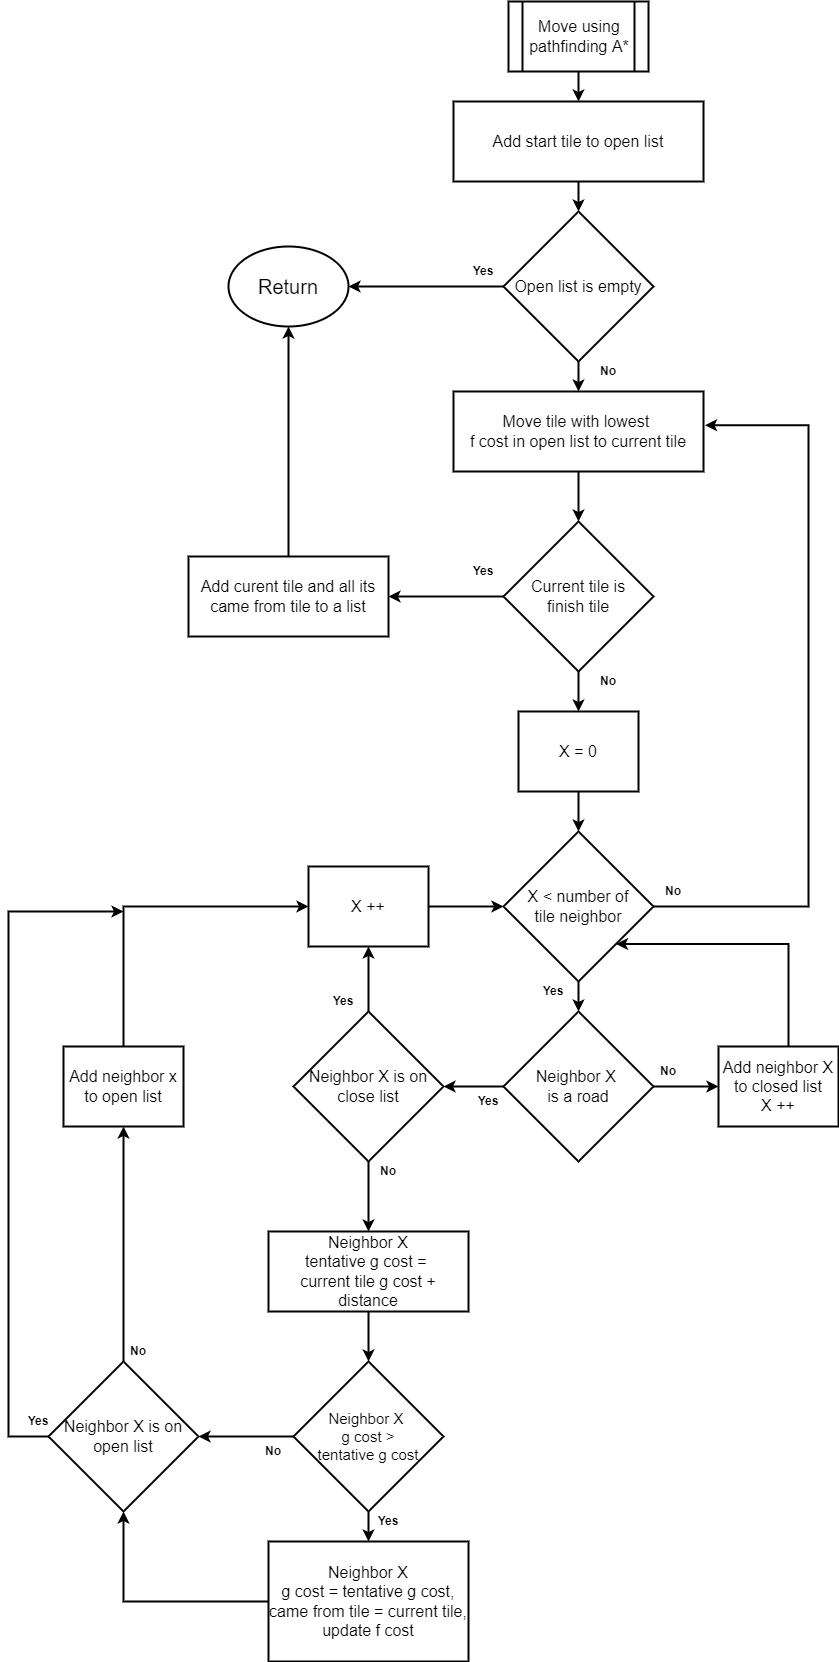 Move using
pathfinding A*
Add start tile to open list
Open list is empty
Yes
Return
No
Move tile with lowest
f cost in open list to current tile
Current tile is
finish tile
Yes
Add curent tile and all its
came from tile to a list
No
X = 0
X < number of
tile neighbor
No
Yes
X ++
Neighbor X
is a road
No
Add neighbor X
to closed list
X ++
Yes
Neighbor X is on
close list
Yes
No
Neighbor X
tentative g cost =
current tile g cost +
distance
Neighbor X
g cost >
tentative g cost
No
Yes
Neighbor X
g cost = tentative g cost,
came from tile = current tile,
update f cost
Neighbor X is on
open list
Yes
No
Add neighbor x
to open list